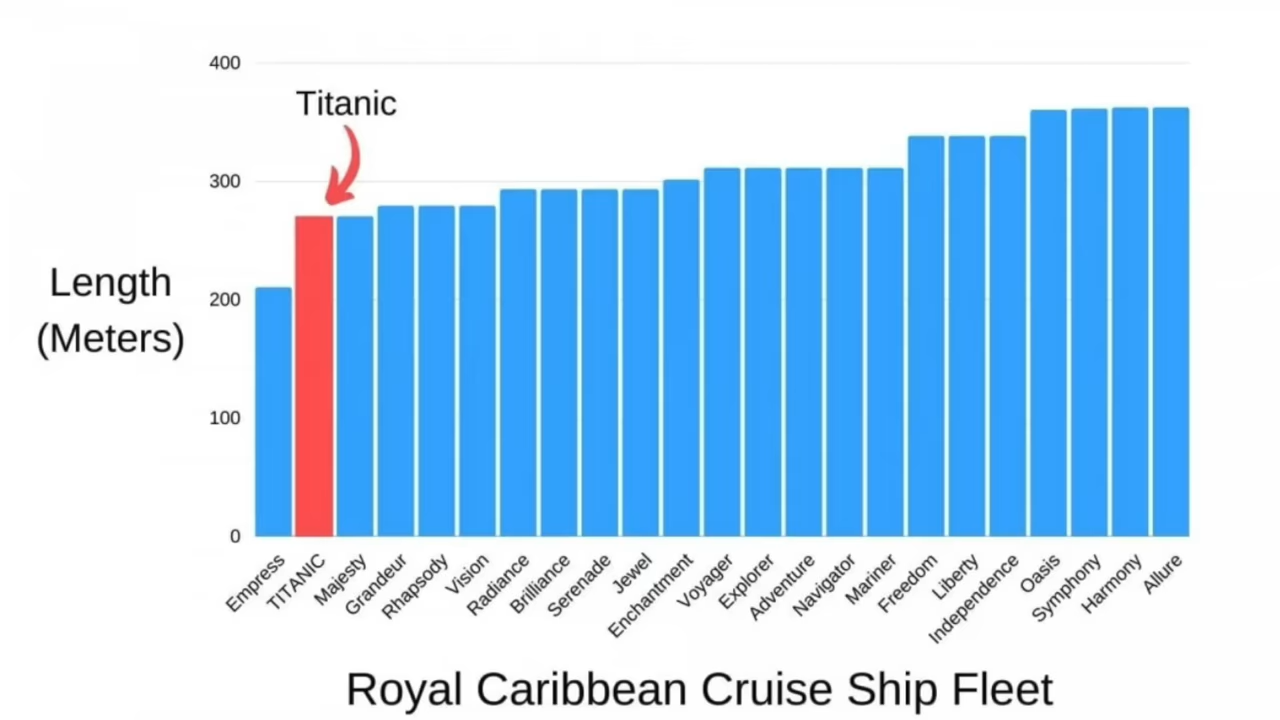 400
Titanic
300
Length
(Meters)
200
100
0
Empress
TITANIC
Majesty
Grandeur
Rhapsody
Vision
Radiance
Brilliance
Serenade
Jewel
Enchantment
Voyager
Explorer
Adventure
Navigator
Mariner
Freedom
Liberty
Independence
Oasis
Symphony
Harmony
Allure
Royal Caribbean Cruise Ship Fleet